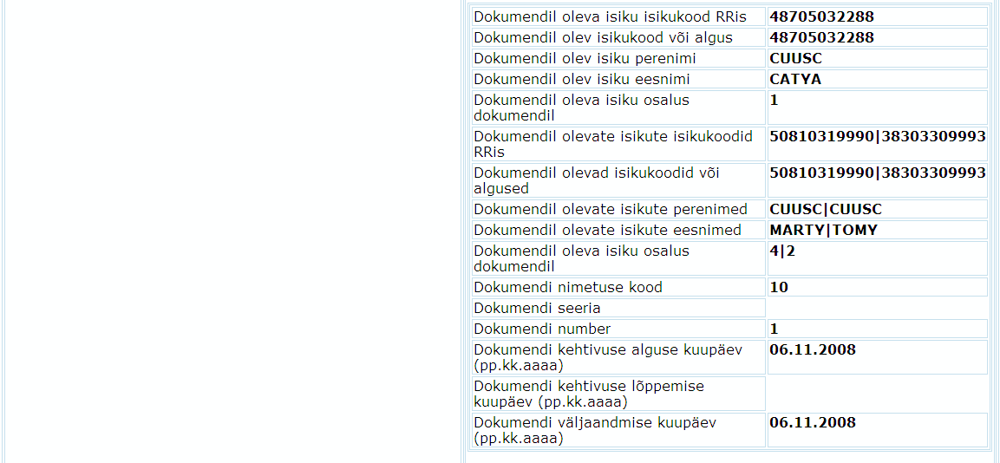 Dokumendil oleva isiku isikukood RRis 48705032288
Dokumendil olev isikukood või algus 48705032288
Dokumendil olev isiku perenimi CUUSC
Dokumendil olev isiku eesnimi CATYA
Dokumendil oleva isiku osalus 1
dokumendil
Dokumendil olevate isikute isikukoodid 50810319990|38303309993
RRis
Dokumendil olevad isikukoodid või 50810319990|38303309993
algused
Dokumendil olevate isikute perenimed CUUSC|CUUSC
Dokumendil olevate isikute eesnimed MARTY|TOMY
Dokumendil oleva isiku osalus 4|2
dokumendil
Dokumendi nimetuse kood 10
Dokumendi seeria
Dokumendi number 1
Dokumendi kehtivuse alguse kuupäev 06.11.2008
(pp.kk.aaaa)
Dokumendi kehtivuse lõppemise
kuupäev (pp.kk.aaaa)
Dokumendi väljaandmise kuupäev 06.11.2008
(pp.kk.aaaa)